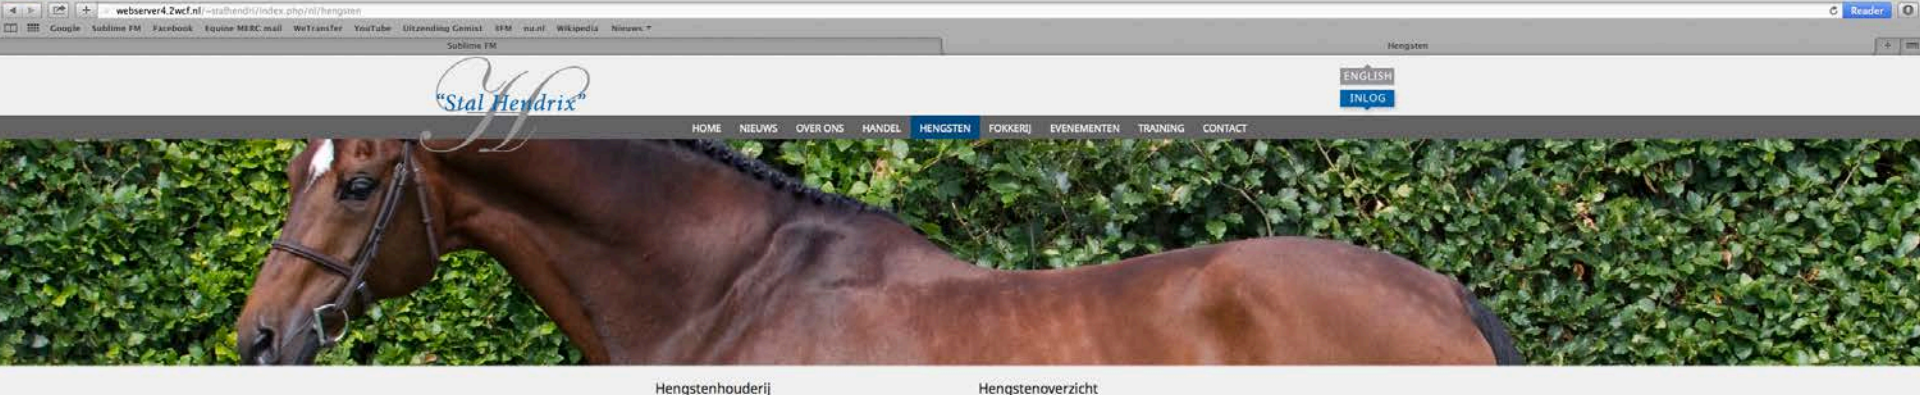 webserver4.2wcf.nl/~stalhendri/index.php/nl/hengsten
Reader
Google Sublime FM Facebook Equine MERC mail WeTransfer YouTube Uitzending Gemist 3FM nu.nl Wikipedia Nieuws
Sublime FM Hengsten
ENGLISH
"Stal Hendrix"
INLOG
HOME NIEUWS OVER ONS HANDEL HENGSTEN FOKKERIJ EVENEMENTEN TRAINING CONTACT
Hengstenhouderij Hengstenoverzicht